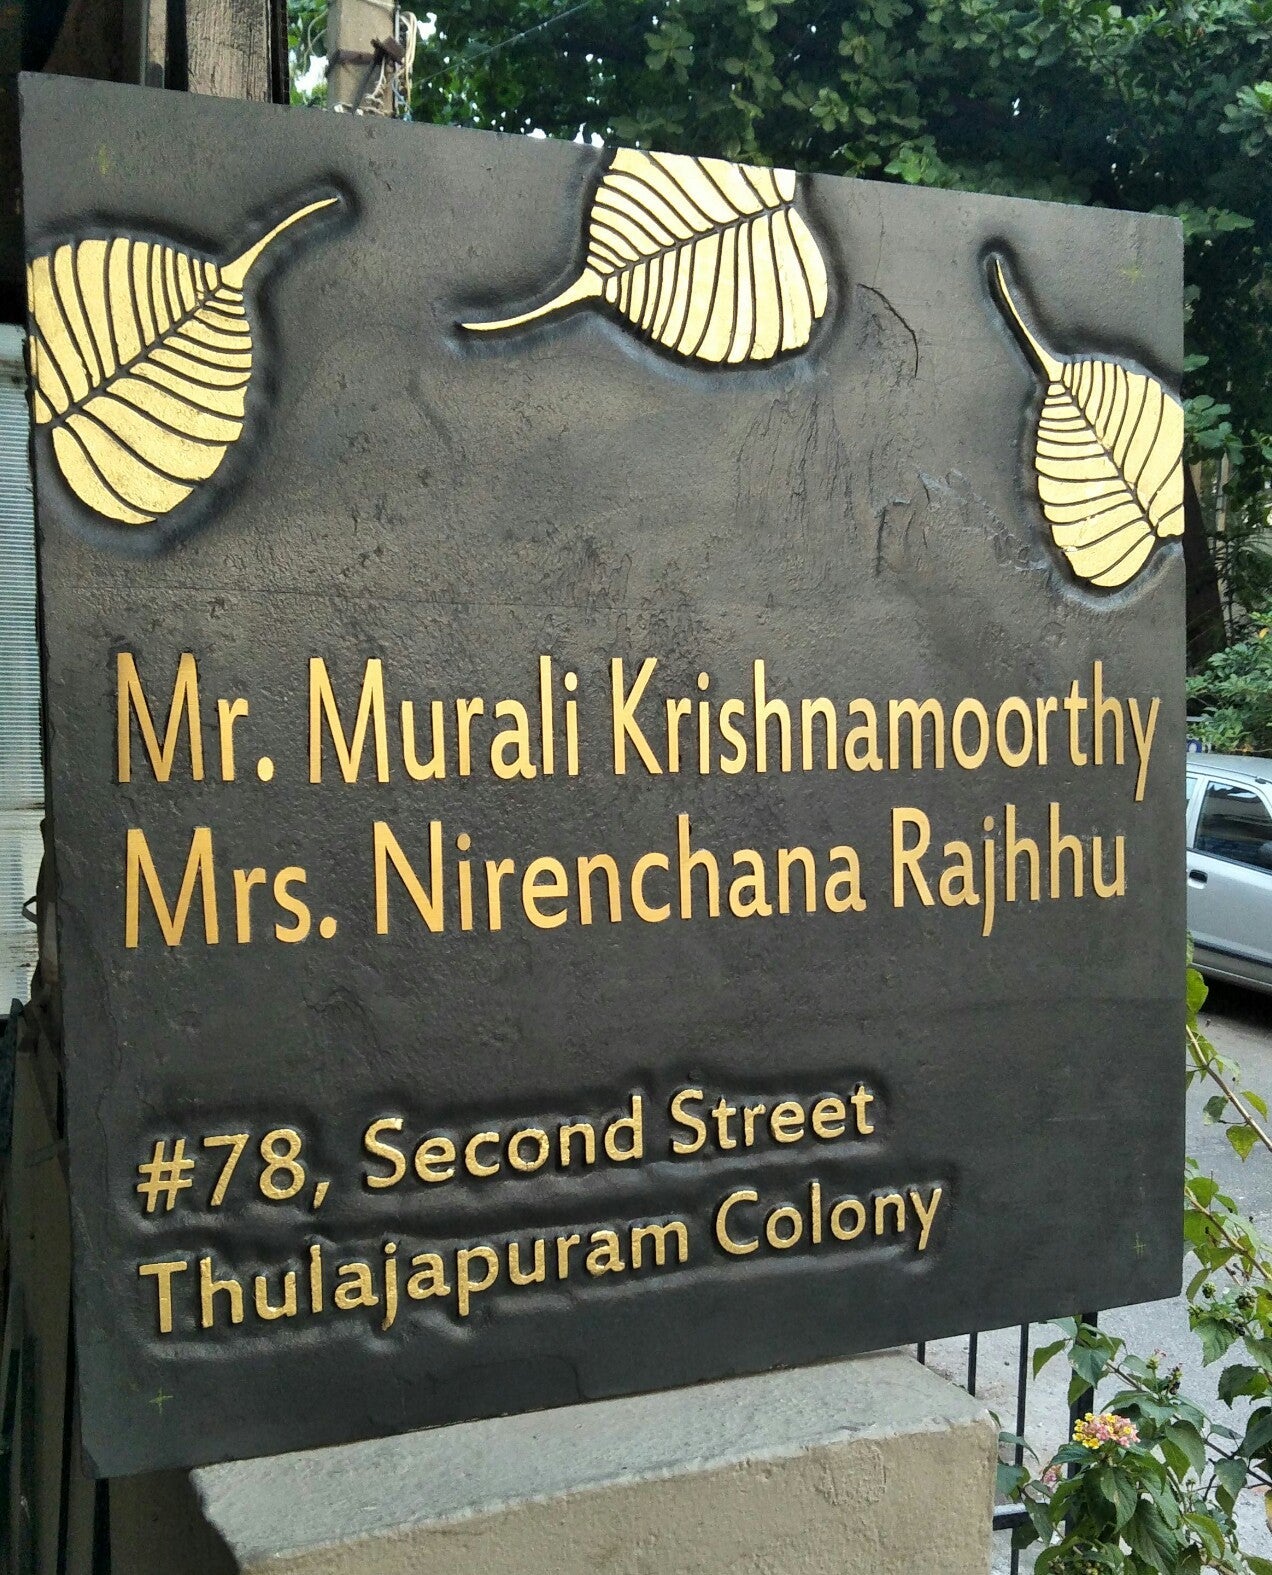 Mr. Murali Krishnamoorthy
Mrs. Nirenchana Rajhhu
#78, Second Street
Thulajapuram Colony